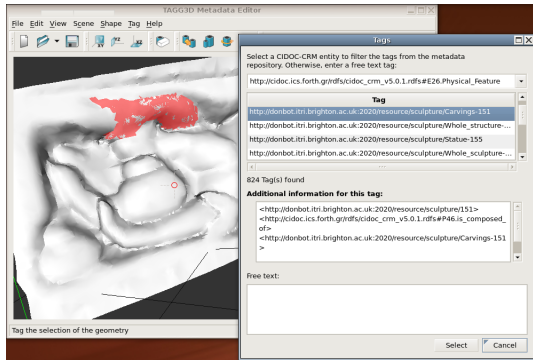 TAGG3D Metadata Editor
File Edit View Scene Shape Tag Help
Tags
Select a CIDOC-CRM entity to filter the tags from the metadata
repository. Otherwise, enter a free text tag:
http://cidoc.ics.forth.gr/rdfs/cidoc_crm_v5.0.1.rdfs#E26.Physical_Feature
Tag
http://donbot.itri.brighton.ac.uk:2020/resource/sculpture/Carvings-151
http://donbot.itri.brighton.ac.uk:2020/resource/sculpture/Whole_structure-...
http://donbot.itri.brighton.ac.uk:2020/resource/sculpture/Statue-155
http://donbot.itri.brighton.ac.uk:2020/resource/sculpture/Whole_sculpture-...
824 Tag(s) found
Additional information for this tag:
<http://donbot.itri.brighton.ac.uk:2020/resource/sculpture/151>
<http://cidoc.ics.forth.gr/rdfs/cidoc_crm_v5.0.1.rdfs#P46.is_composed_
of>
<http://donbot.itri.brighton.ac.uk:2020/resource/sculpture/Carvings-151
>
Free text:
Select Cancel
Tag the selection of the geometry